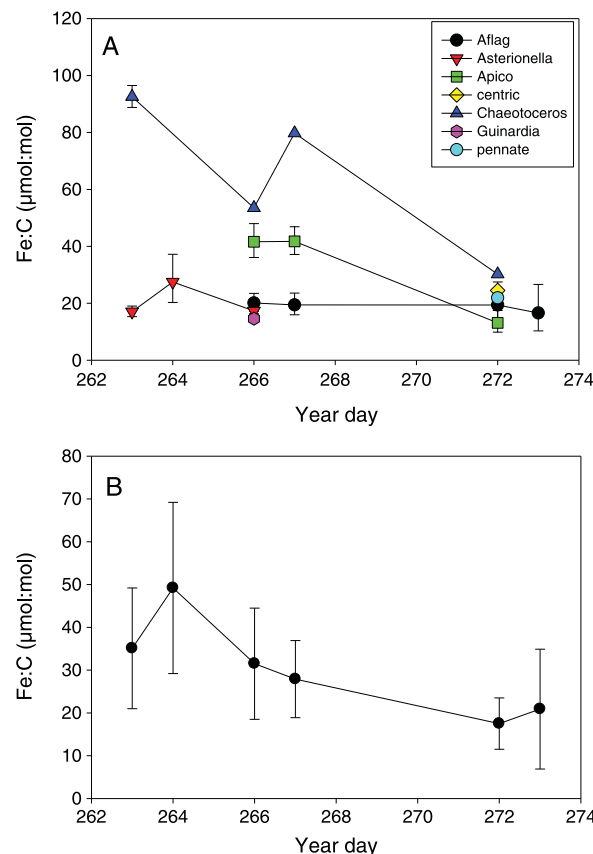 120
A
Aflag
Asterionella
Apico
centric
Chaeotoceros
Guinardia
pennate
100
80
60
40
20
0
Fe:C (μmol:mol)
262 264 266 268 270 272 274
Year day
80
B
70
60
50
40
30
20
10
0
Fe:C (μmol:mol)
262 264 266 268 270 272 274
Year day